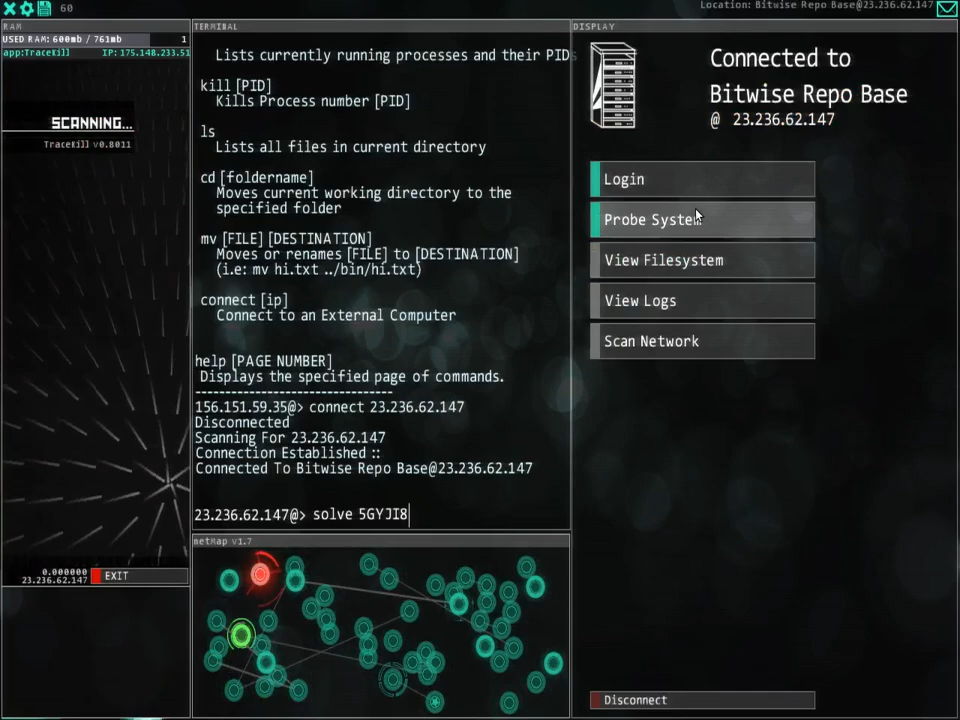 60
Location: Bitwise Repo Base@23.236.62.147
RAM
USED RAM: 600mb / 761mb 1
app:TraceKill IP: 175.148.233.51
SCANNING...
TraceKill v0.8011
0.000000
23.236.62.147
EXIT
TERMINAL
Lists currently running processes and their PIDs
kill [PID]
Kills Process number [PID]
ls
Lists all files in current directory
cd [foldername]
Moves current working directory to the
specified folder
mv [FILE] [DESTINATION]
Moves or renames [FILE] to [DESTINATION]
(i.e: mv hi.txt ../bin/hi.txt)
connect [ip]
Connect to an External Computer
help [PAGE NUMBER]
Displays the specified page of commands.
---------------------------------
156.151.59.35@> connect 23.236.62.147
Disconnected
Scanning For 23.236.62.147
Connection Established ::
Connected To Bitwise Repo Base@23.236.62.147
23.236.62.147@> solve 5GYJI8
netMap v1.7
DISPLAY
Connected to
Bitwise Repo Base
@ 23.236.62.147
Login
Probe System
View Filesystem
View Logs
Scan Network
Disconnect